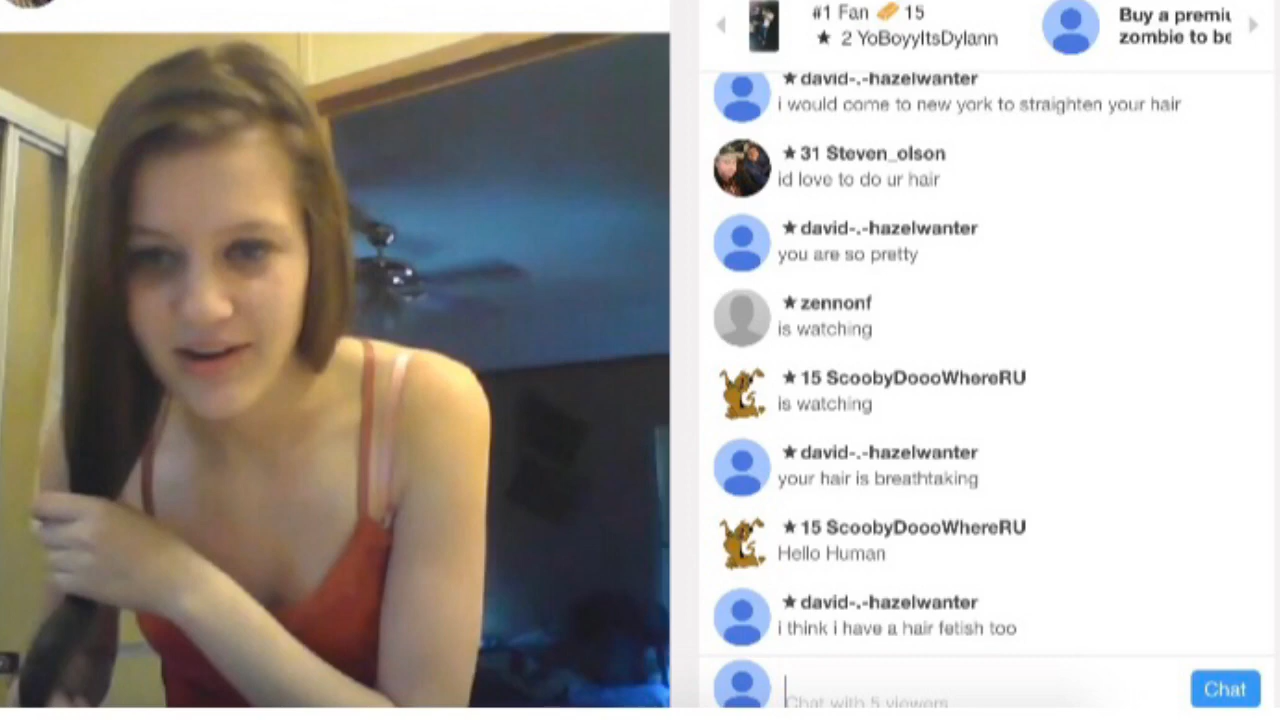 #1 Fan 15
★ 2 YoBoyyItsDylann
Buy a premiu
zombie to be
★ david-.-hazelwanter
i would come to new york to straighten your hair
★ 31 Steven_olson
id love to do ur hair
★ david-.-hazelwanter
you are so pretty
★ zennonf
is watching
★ 15 ScoobyDoooWhereRU
is watching
★ david-.-hazelwanter
your hair is breathtaking
★ 15 ScoobyDoooWhereRU
Hello Human
★ david-.-hazelwanter
i think i have a hair fetish too
Chat with 5 viewers
Chat